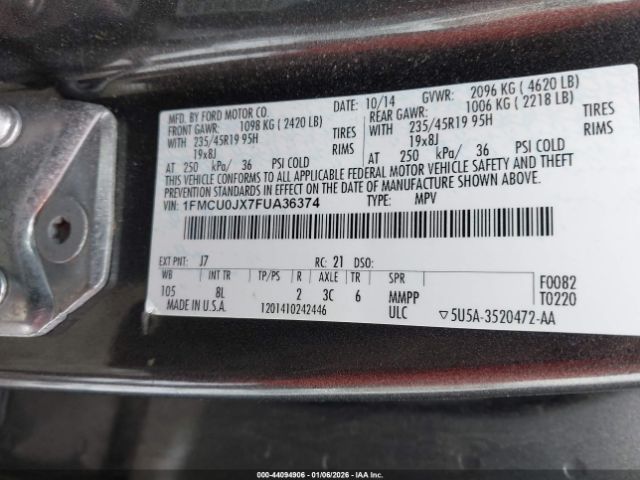 MFD. BY FORD MOTOR CO.
DATE: 10/14 GVWR: 2096 KG ( 4620 LB)
FRONT GAWR: 1098 KG ( 2420 LB) REAR GAWR: 1006 KG ( 2218 LB)
WITH 235/45R19 95H TIRES WITH 235/45R19 95H TIRES
19x8J RIMS 19x8J RIMS
AT 250 kPa/ 36 PSI COLD AT 250 kPa/ 36 PSI COLD
THIS VEHICLE CONFORMS TO ALL APPLICABLE FEDERAL MOTOR VEHICLE SAFETY AND THEFT
PREVENTION STANDARDS IN EFFECT ON THE DATE OF MANUFACTURE SHOWN ABOVE.
VIN: 1FMCU0JX7FUA36374 TYPE: MPV
EXT PNT: J7 RC: 21 DSO:
WB INT TR TP/PS R AXLE TR SPR F0082
105 8L 2 3C 6 MMPP T0220
MADE IN U.S.A. 1201410242446 ULC ▽5U5A-3520472-AA
000-44094906 - 01/06/2026 - IAA Inc.